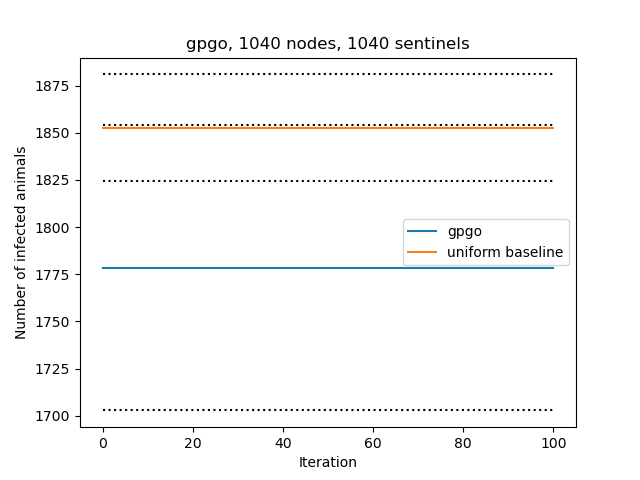 gpgo, 1040 nodes, 1040 sentinels
Number of infected animals
1875
1850
1825
1800
1775
1750
1725
1700
gpgo
uniform baseline
0 20 40 60 80 100
Iteration